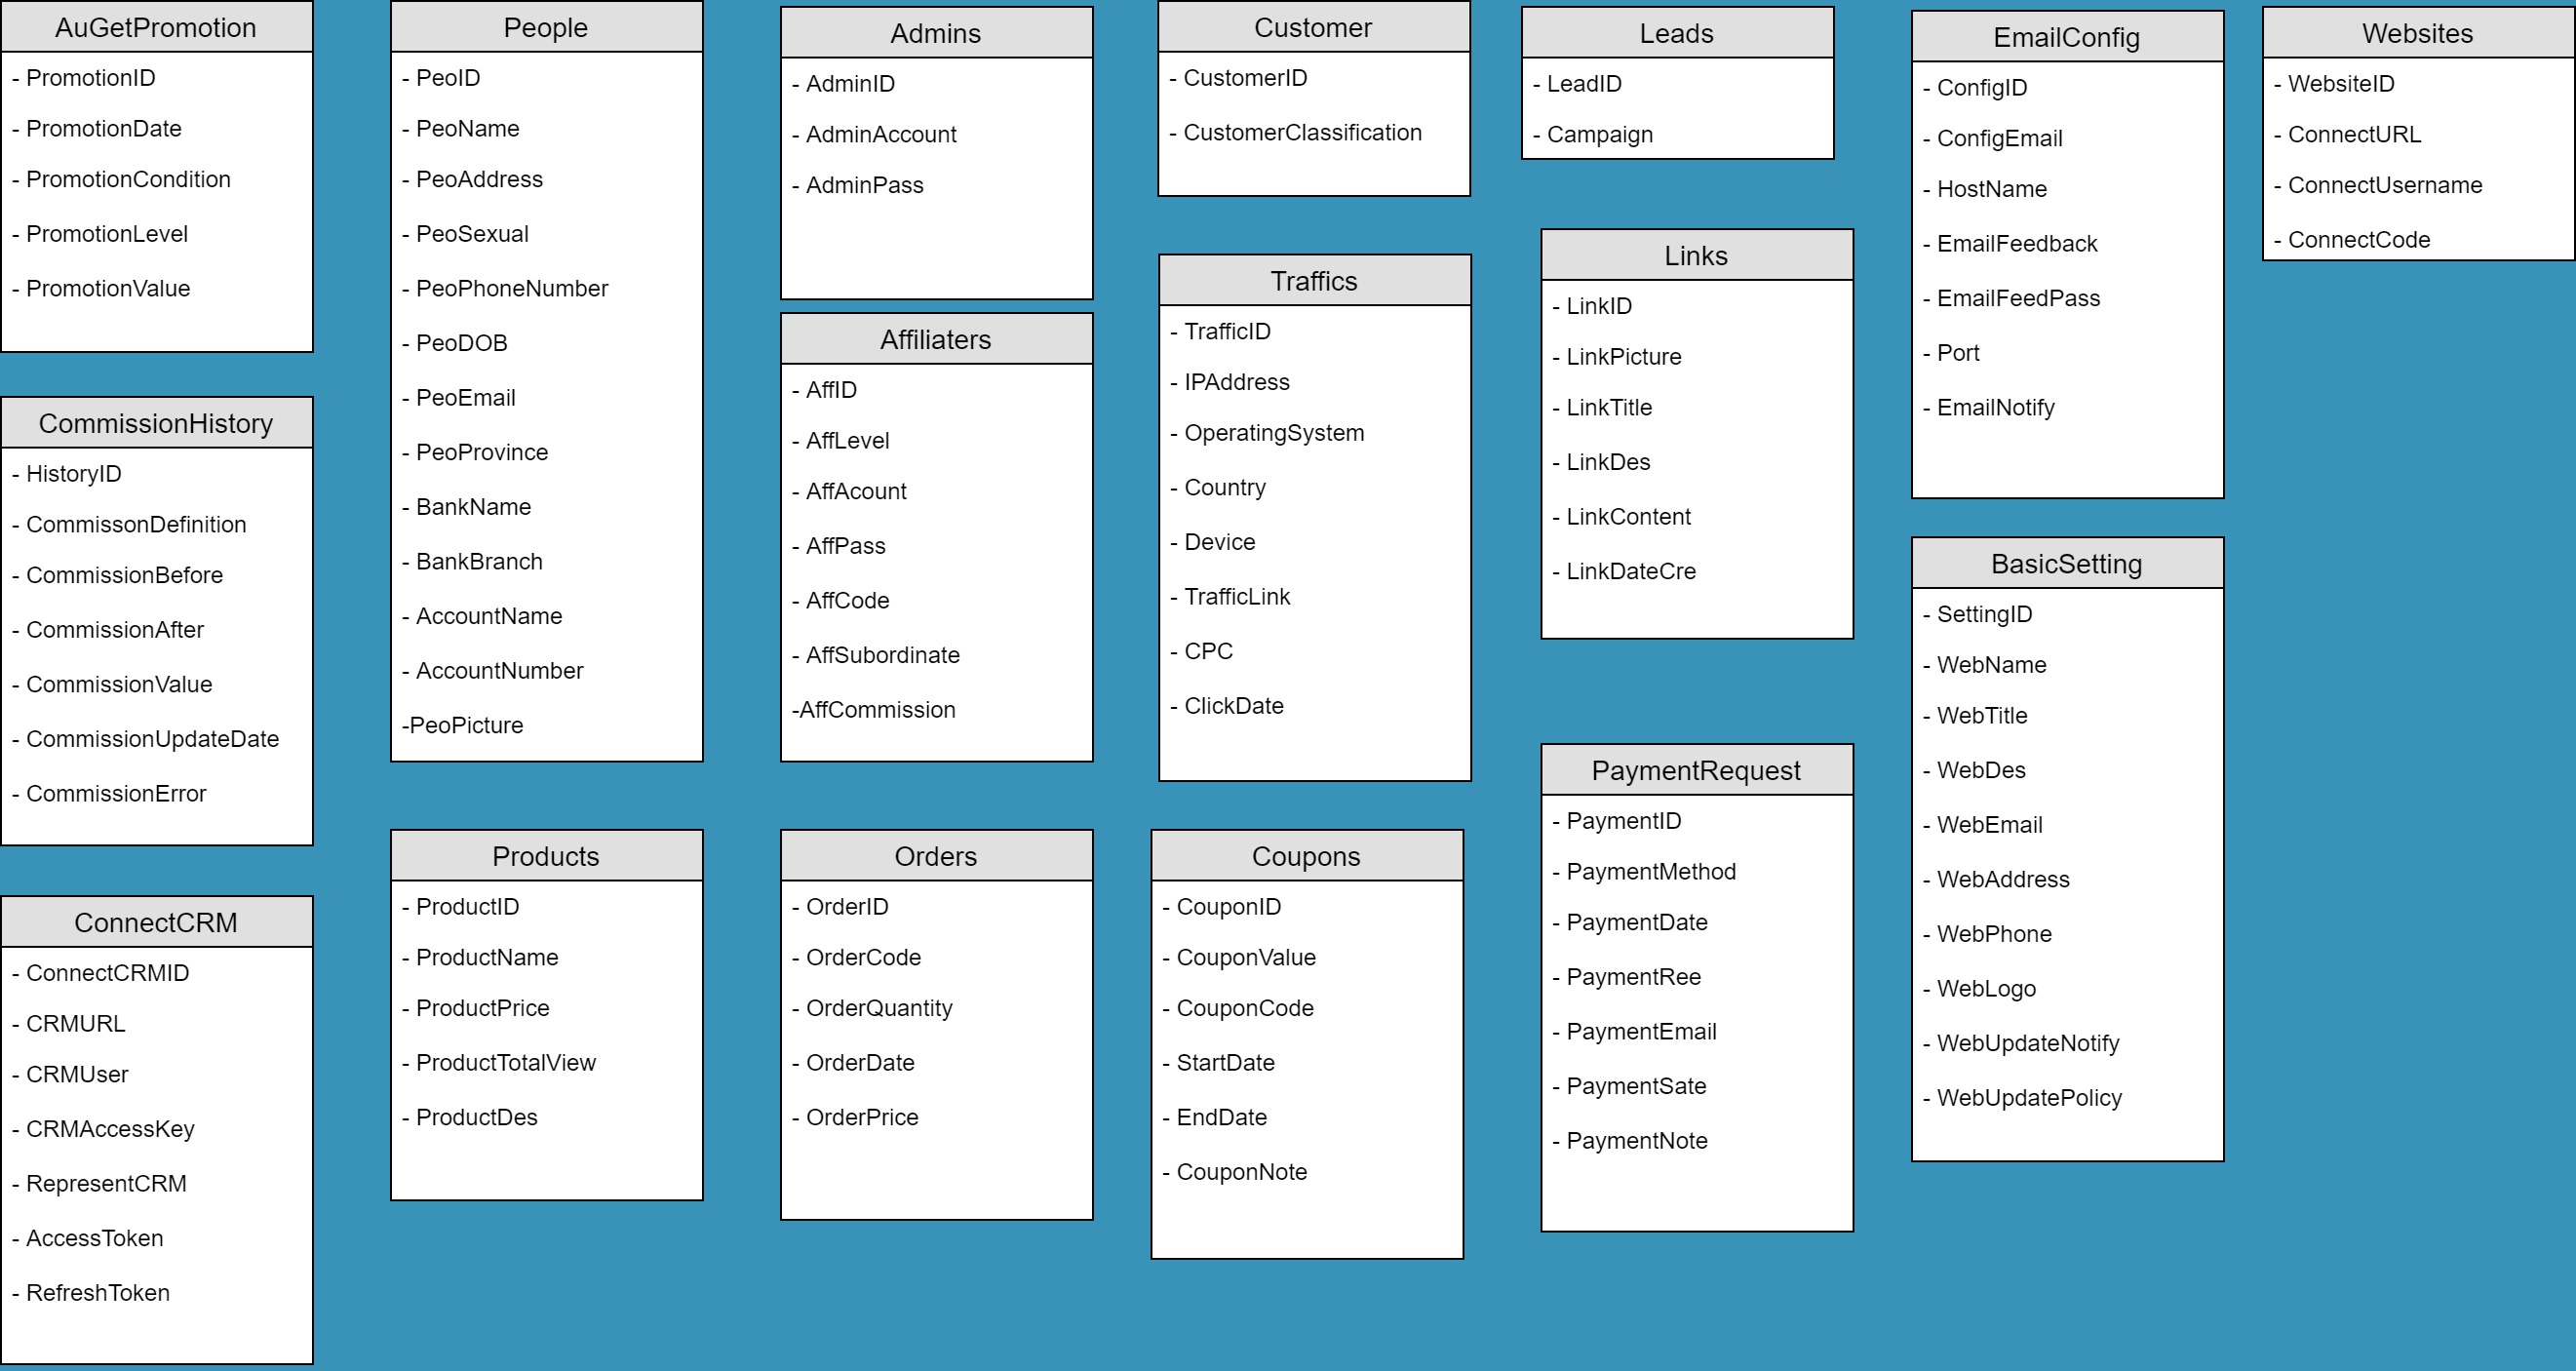 AuGetPromotion
- PromotionID
- PromotionDate
- PromotionCondition
- PromotionLevel
- PromotionValue
CommissionHistory
- HistoryID
- CommissonDefinition
- CommissionBefore
- CommissionAfter
- CommissionValue
- CommissionUpdateDate
- CommissionError
ConnectCRM
- ConnectCRMID
- CRMURL
- CRMUser
- CRMAccessKey
- RepresentCRM
- AccessToken
- RefreshToken
People
- PeoID
- PeoName
- PeoAddress
- PeoSexual
- PeoPhoneNumber
- PeoDOB
- PeoEmail
- PeoProvince
- BankName
- BankBranch
- AccountName
- AccountNumber
-PeoPicture
Products
- ProductID
- ProductName
- ProductPrice
- ProductTotalView
- ProductDes
Admins
- AdminID
- AdminAccount
- AdminPass
Affiliaters
- AffID
- AffLevel
- AffAcount
- AffPass
- AffCode
- AffSubordinate
-AffCommission
Orders
- OrderID
- OrderCode
- OrderQuantity
- OrderDate
- OrderPrice
Customer
- CustomerID
- CustomerClassification
Traffics
- TrafficID
- IPAddress
- OperatingSystem
- Country
- Device
- TrafficLink
- CPC
- ClickDate
Coupons
- CouponID
- CouponValue
- CouponCode
- StartDate
- EndDate
- CouponNote
Leads
- LeadID
- Campaign
Links
- LinkID
- LinkPicture
- LinkTitle
- LinkDes
- LinkContent
- LinkDateCre
PaymentRequest
- PaymentID
- PaymentMethod
- PaymentDate
- PaymentRee
- PaymentEmail
- PaymentSate
- PaymentNote
EmailConfig
- ConfigID
- ConfigEmail
- HostName
- EmailFeedback
- EmailFeedPass
- Port
- EmailNotify
BasicSetting
- SettingID
- WebName
- WebTitle
- WebDes
- WebEmail
- WebAddress
- WebPhone
- WebLogo
- WebUpdateNotify
- WebUpdatePolicy
Websites
- WebsiteID
- ConnectURL
- ConnectUsername
- ConnectCode